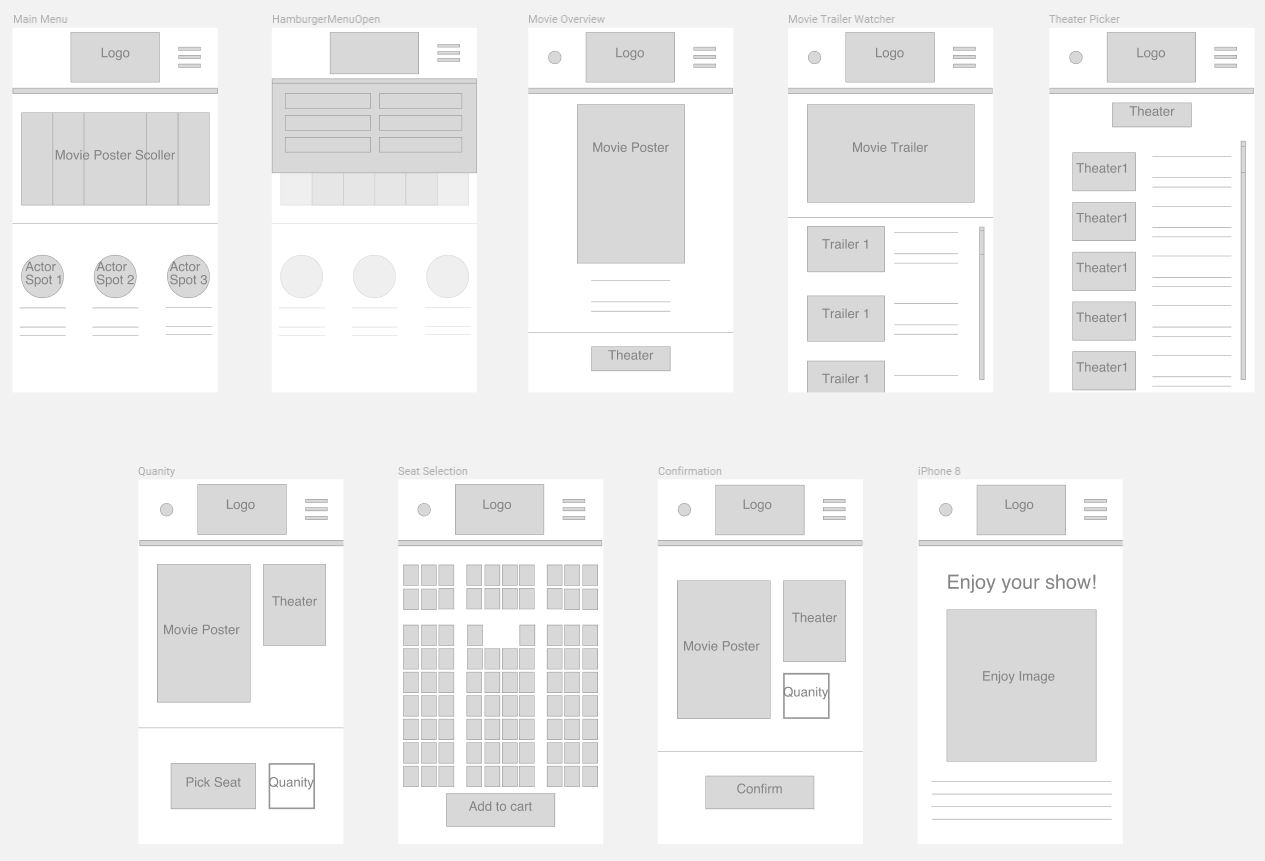 Main Menu
HamburgerMenuOpen
Movie Overview
Movie Trailer Watcher
Theater Picker
Logo
Logo
Logo
Logo
Movie Poster Scoller
Actor
Spot 1
Actor
Spot 2
Actor
Spot 3
Movie Poster
Theater
Movie Trailer
Trailer 1
Trailer 1
Trailer 1
Theater
Theater1
Theater1
Theater1
Theater1
Theater1
Quanity
Seat Selection
Confirmation
iPhone 8
Logo
Logo
Logo
Logo
Movie Poster
Theater
Pick Seat
Quanity
Add to cart
Movie Poster
Theater
Quanity
Confirm
Enjoy your show!
Enjoy Image